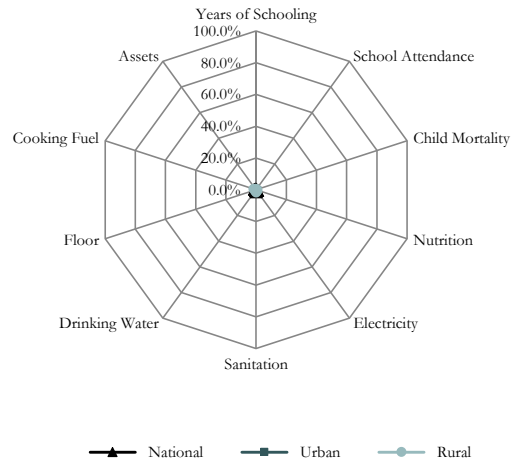 Years of Schooling
100.0%
Assets
School Attendance
80.0%
60.0%
40.0%
Cooking Fuel
Child Mortality
20.0%
0.0%
Floor
Nutrition
Drinking Water
Electricity
Sanitation
National Urban Rural